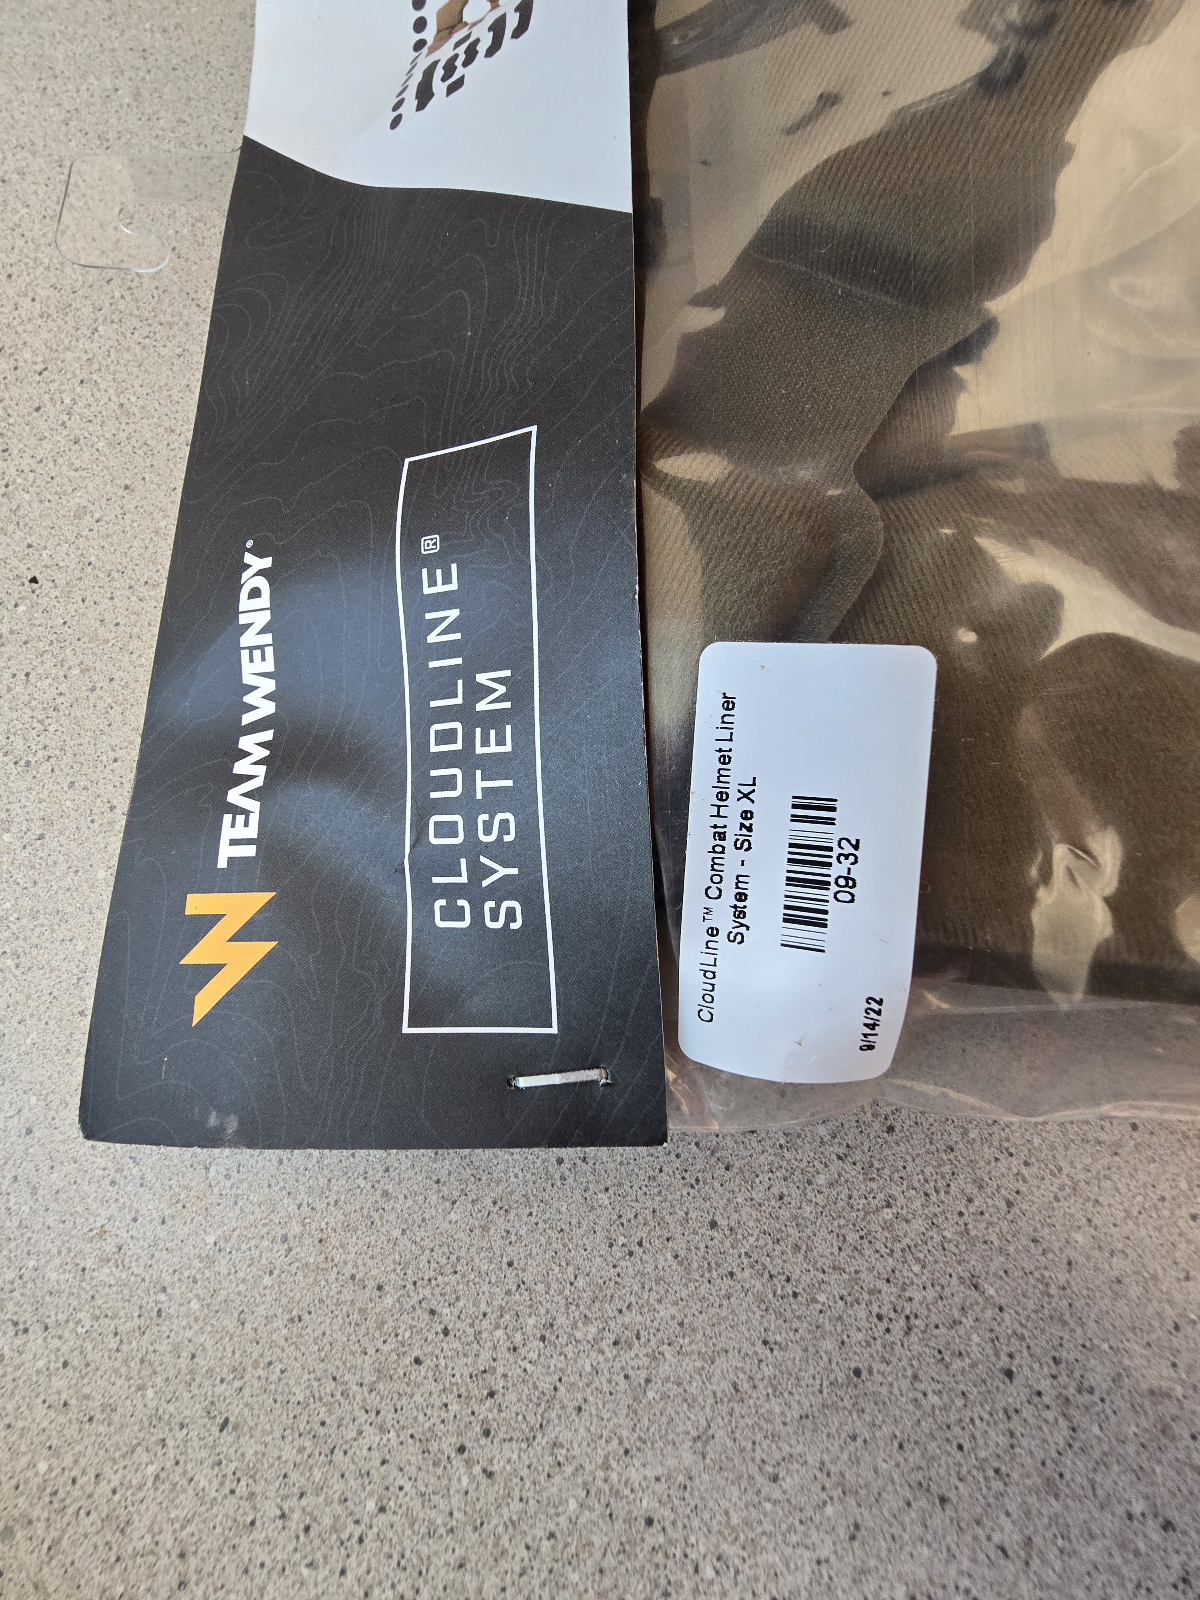 TEAM WENDY®
CLOUDLINE®
SYSTEM
CloudLine™ Combat Helmet Liner
System - Size XL
09-32
9/14/22